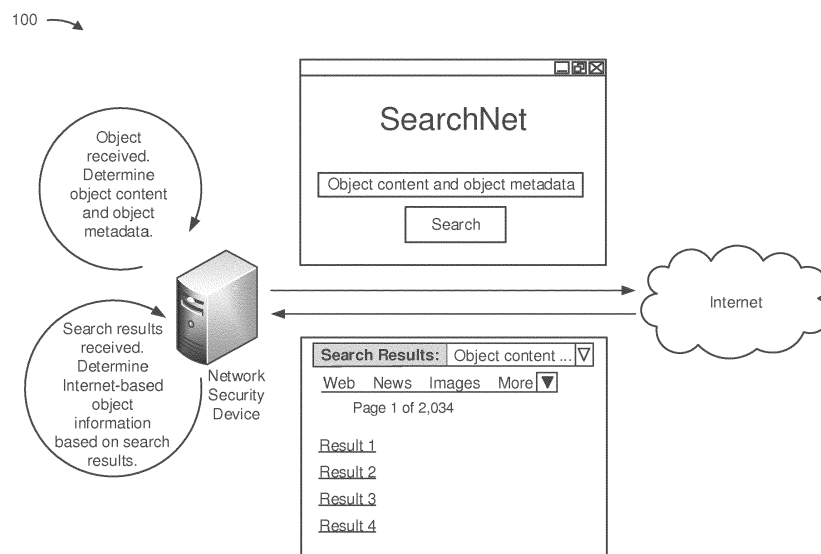 100
Object
received.
Determine
object content
and object
metadata.
SearchNet
Object content and object metadata
Search
Internet
Search results
received.
Determine
Internet-based
object
information
based on search
results.
Network
Security
Device
Search Results: Object content ...
Web News Images More
Page 1 of 2,034
Result 1
Result 2
Result 3
Result 4